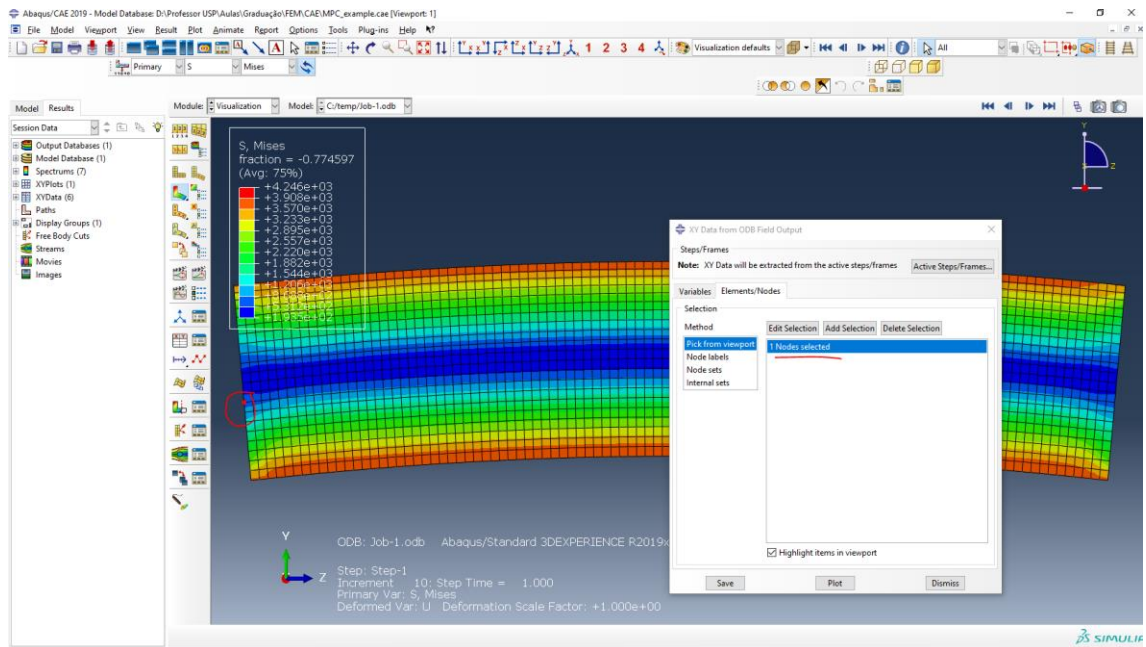 Abaqus/CAE 2019 - Model Database: D:\Professor USP\Aulas\Graduação\FEM\CAE\MPC_example.cae [Viewport: 1]
File Model Viewport View Result Plot Animate Report Options Tools Plug-ins Help
1 2 3 4 Visualization defaults All
Primary S Mises
Model Results Module: Visualization Model: C:/temp/Job-1.odb
Session Data
Output Databases (1)
Model Database (1)
Spectrums (7)
XYPlots (1)
XYData (6)
Paths
Display Groups (1)
Free Body Cuts
Streams
Movies
Images
S, Mises
fraction = -0.774597
(Avg: 75%)
+4.246e+03
+3.908e+03
+3.570e+03
+3.233e+03
+2.895e+03
+2.557e+03
+2.220e+03
+1.882e+03
+1.544e+03
Y
Z
XY Data from ODB Field Output
Steps/Frames
Note: XY Data will be extracted from the active steps/frames Active Steps/Frames...
Variables Elements/Nodes
Selection
Method Edit Selection Add Selection Delete Selection
Pick from viewport 1 Nodes selected
Node labels
Node sets
Internal sets
Highlight items in viewport
Save Plot Dismiss
Y
Z
ODB: Job-1.odb Abaqus/Standard 3DEXPERIENCE R2019x
Step: Step-1
Increment 10: Step Time = 1.000
Primary Var: S, Mises
Deformed Var: U Deformation Scale Factor: +1.000e+00
SIMULIA